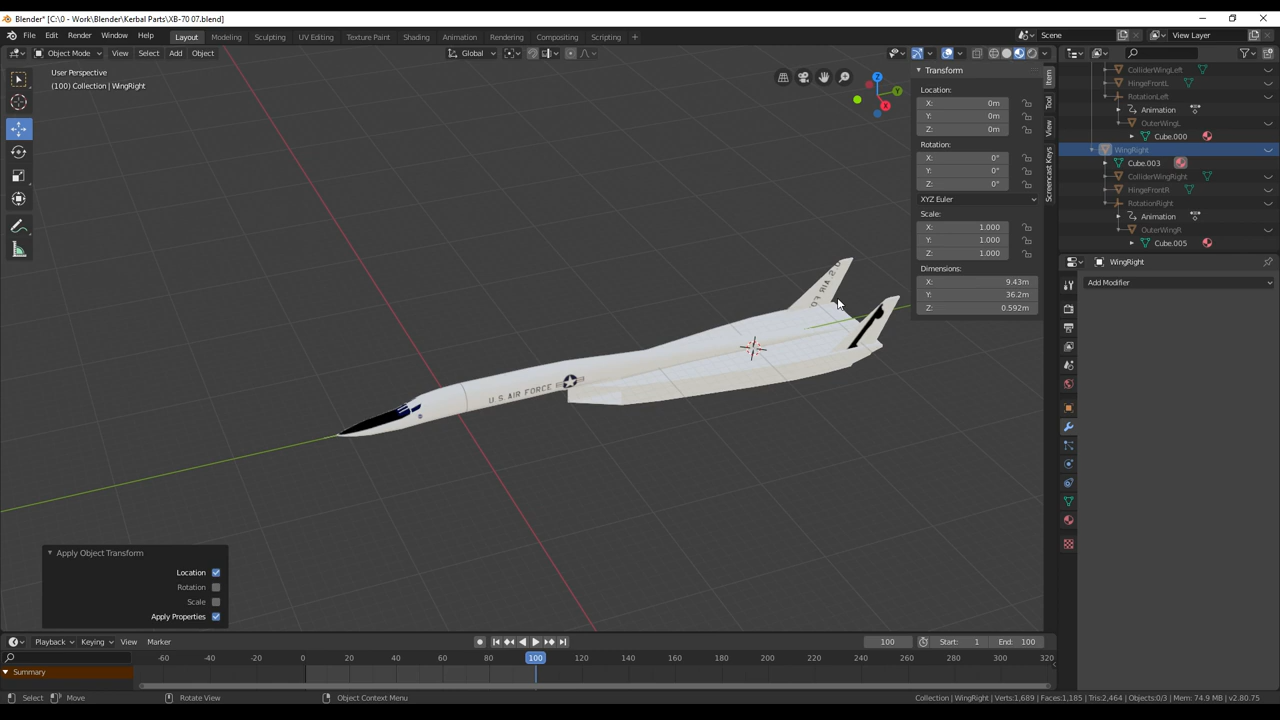 Blender* [C:\0 - Work\Blender\Kerbal Parts\XB-70 07.blend]
File Edit Render Window Help Layout Modeling Sculpting UV Editing Texture Paint Shading Animation Rendering Compositing Scripting + Scene View Layer
Object Mode View Select Add Object Global
User Perspective
(100) Collection | WingRight
Transform
Location:
X: 0m
Y: 0m
Z: 0m
Rotation:
X: 0°
Y: 0°
Z: 0°
XYZ Euler
Scale:
X: 1.000
Y: 1.000
Z: 1.000
Dimensions:
X: 9.43m
Y: 36.2m
Z: 0.592m
Item
Tool
View
Screencast Keys
Z
Y
X
ColliderWingLeft
HingeFrontL
RotationLeft
Animation
OuterWingL
Cube.000
WingRight
Cube.003
ColliderWingRight
HingeFrontR
RotationRight
Animation
OuterWingR
Cube.005
WingRight
Add Modifier
U.S AIR FORCE
Apply Object Transform
Location
Rotation
Scale
Apply Properties
Playback Keying View Marker 100 Start: 1 End: 100
-60 -40 -20 0 20 40 60 80 100 120 140 160 180 200 220 240 260 280 300 320
Summary
Select Move Rotate View Object Context Menu Collection | WingRight | Verts:1,689 | Faces:1,185 | Tris:2,464 | Objects:0/3 | Mem: 74.9 MB | v2.80.75